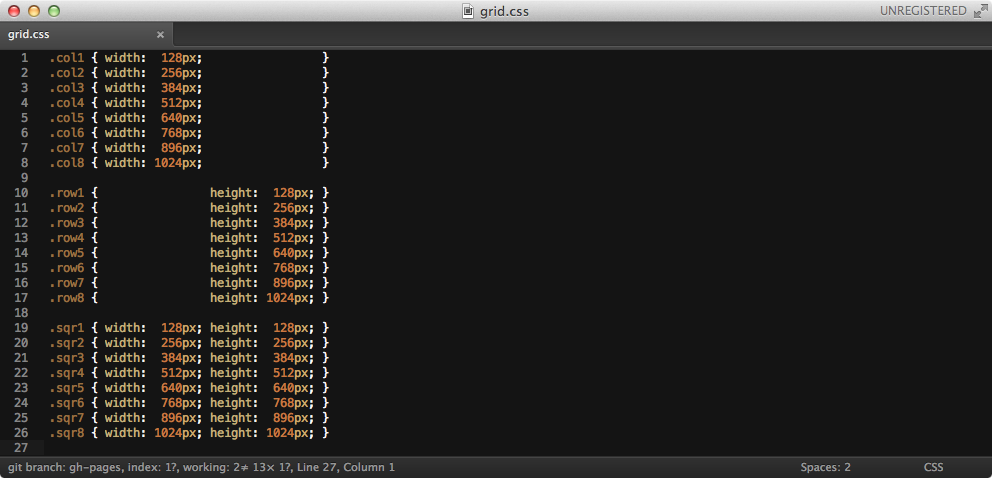 grid.css
UNREGISTERED
grid.css ×
1 .col1 { width:  128px;                 }
2 .col2 { width:  256px;                 }
3 .col3 { width:  384px;                 }
4 .col4 { width:  512px;                 }
5 .col5 { width:  640px;                 }
6 .col6 { width:  768px;                 }
7 .col7 { width:  896px;                 }
8 .col8 { width: 1024px;                 }
9
10 .row1 {                height:  128px; }
11 .row2 {                height:  256px; }
12 .row3 {                height:  384px; }
13 .row4 {                height:  512px; }
14 .row5 {                height:  640px; }
15 .row6 {                height:  768px; }
16 .row7 {                height:  896px; }
17 .row8 {                height: 1024px; }
18
19 .sqr1 { width:  128px; height:  128px; }
20 .sqr2 { width:  256px; height:  256px; }
21 .sqr3 { width:  384px; height:  384px; }
22 .sqr4 { width:  512px; height:  512px; }
23 .sqr5 { width:  640px; height:  640px; }
24 .sqr6 { width:  768px; height:  768px; }
25 .sqr7 { width:  896px; height:  896px; }
26 .sqr8 { width: 1024px; height: 1024px; }
27
git branch: gh-pages, index: 1?, working: 2≠ 13× 1?, Line 27, Column 1
Spaces: 2
CSS